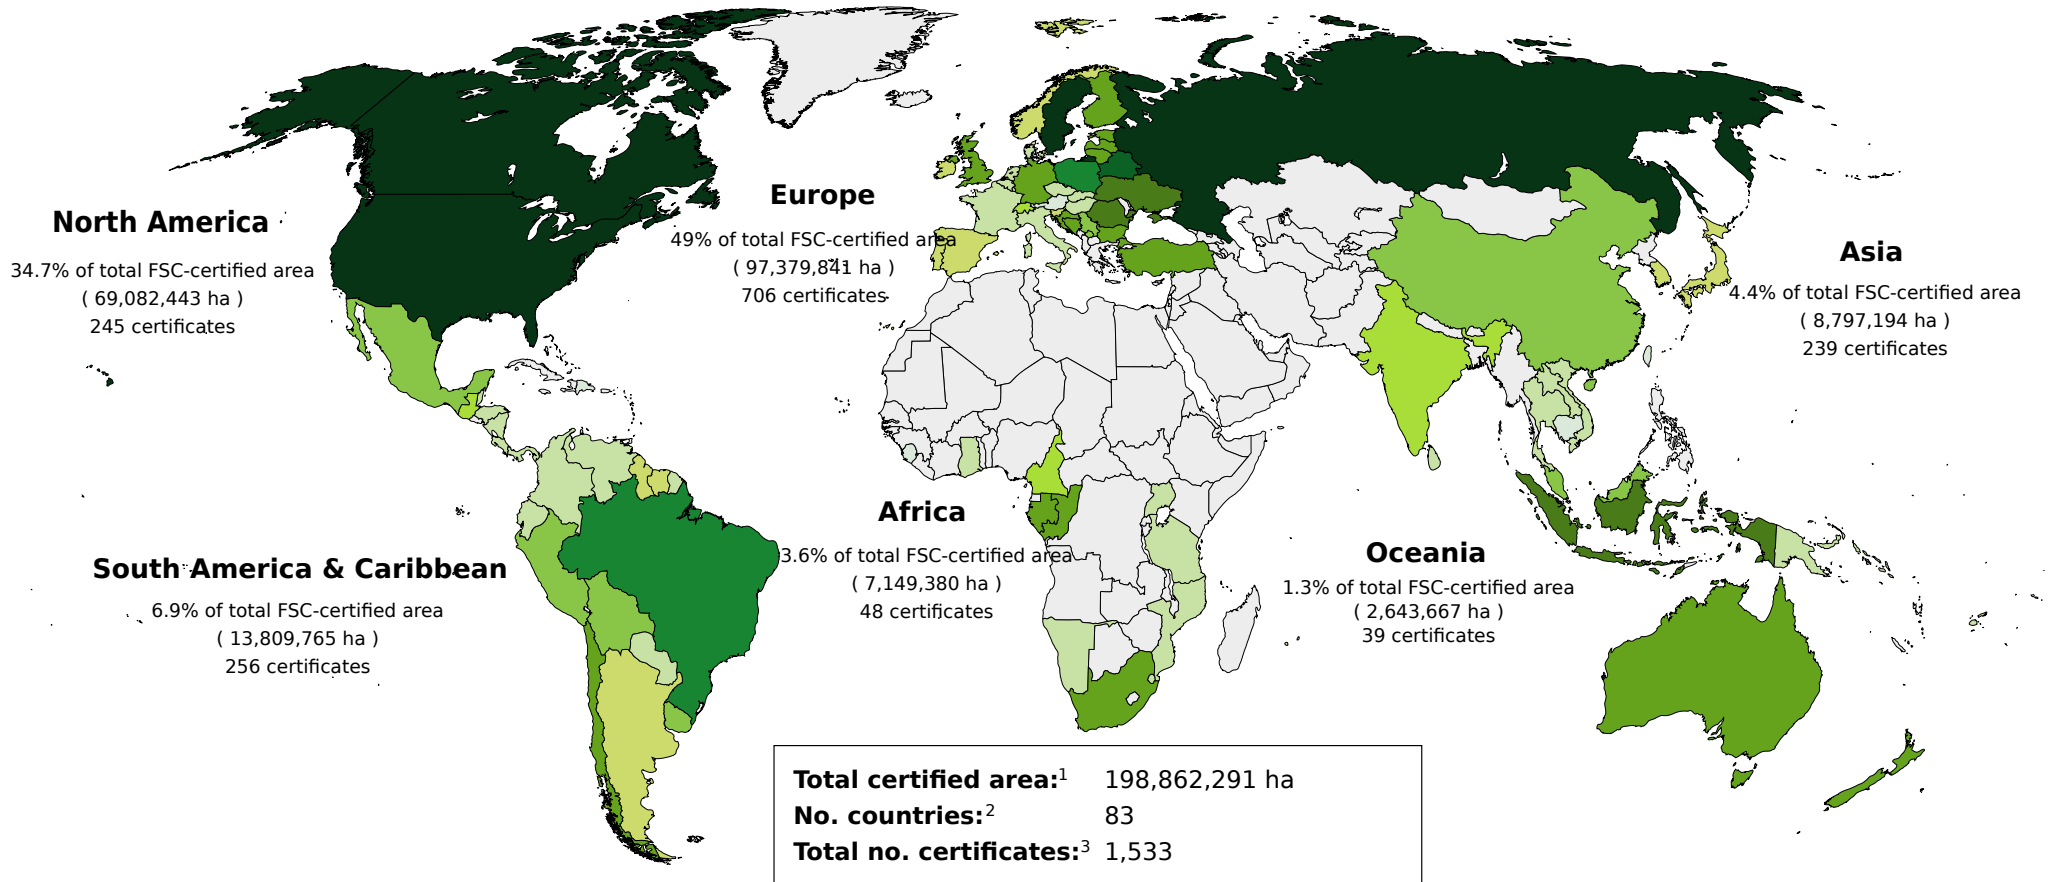 North America
34.7% of total FSC-certified area
( 69,082,443 ha )
245 certificates
Europe
49% of total FSC-certified area
( 97,379,841 ha )
706 certificates
Asia
4.4% of total FSC-certified area
( 8,797,194 ha )
239 certificates
South America & Caribbean
6.9% of total FSC-certified area
( 13,809,765 ha )
256 certificates
Africa
3.6% of total FSC-certified area
( 7,149,380 ha )
48 certificates
Oceania
1.3% of total FSC-certified area
( 2,643,667 ha )
39 certificates
Total certified area:¹ 198,862,291 ha
No. countries:² 83
Total no. certificates:³ 1,533